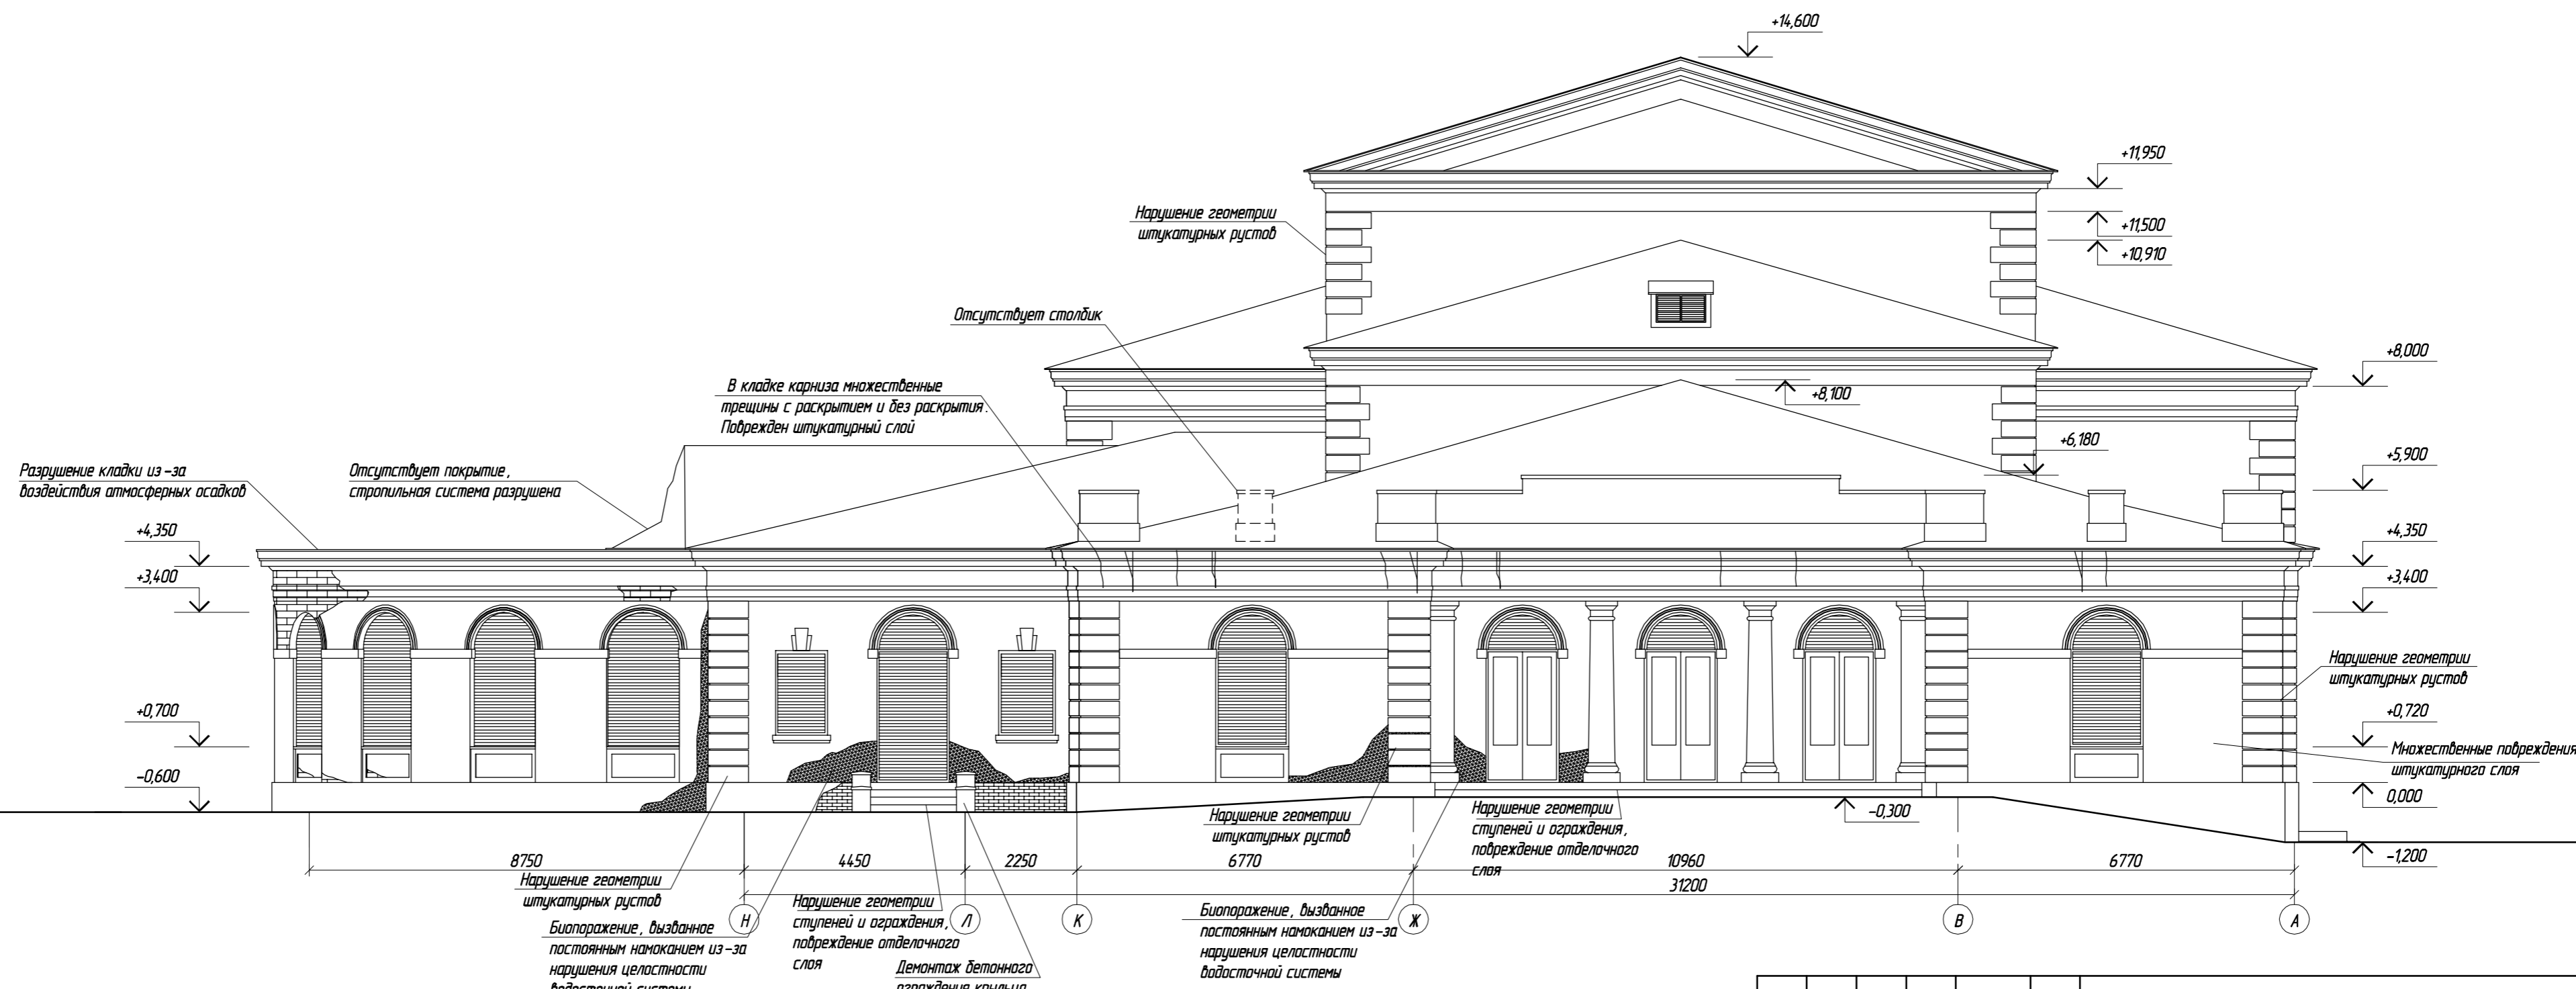 +14,600
+11,950
Нарушение геометрии
штукатурных рустов
+11,500
+10,910
Отсутствует столбик
+8,000
В кладке карниза множественные
трещины с раскрытием и без раскрытия.
Поврежден штукатурный слой
+8,100
+6,180
+5,900
Разрушение кладки из-за
воздействия атмосферных осадков
Отсутствует покрытие,
стропильная система разрушена
+4,350
+4,350
+3,400
+3,400
Нарушение геометрии
штукатурных рустов
+0,700
+0,720
Множественные повреждения
штукатурного слоя
-0,600
0,000
Нарушение геометрии
штукатурных рустов
Нарушение геометрии
ступеней и ограждения,
повреждение отделочного
слоя
-0,300
-1,200
8750
4450
2250
6770
10960
6770
31200
Нарушение геометрии
штукатурных рустов
Н
Л
К
Ж
В
А
Биопоражение, вызванное
постоянным намоканием из-за
нарушения целостности
водосточной системы
Нарушение геометрии
ступеней и ограждения,
повреждение отделочного
слоя
Демонтаж бетонного
ограждения крыльца
Биопоражение, вызванное
постоянным намоканием из-за
нарушения целостности
водосточной системы